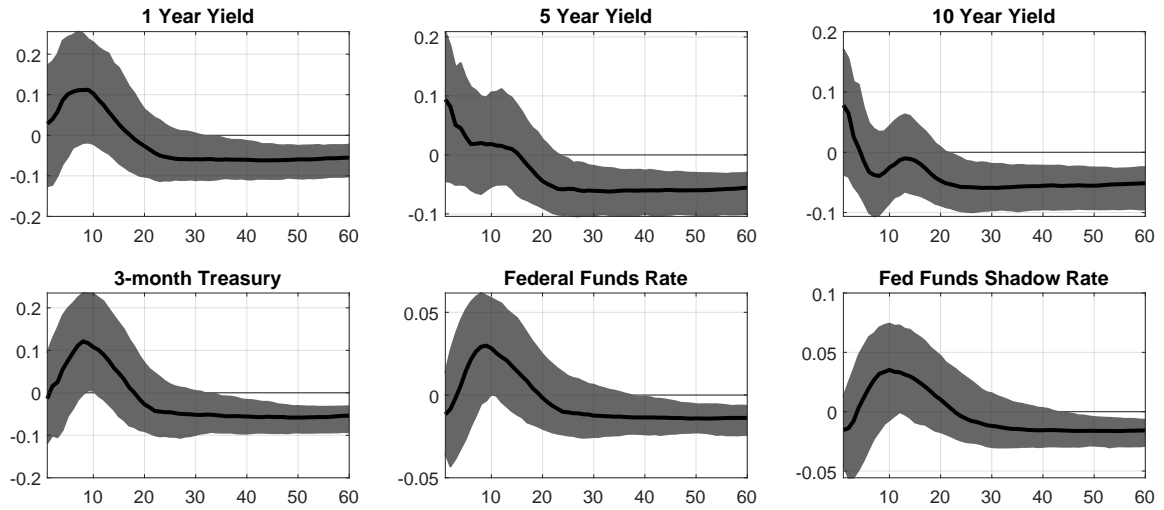 1 Year Yield
0.2
0.1
0
-0.1
-0.2
10 20 30 40 50 60
5 Year Yield
0.2
0.1
0
-0.1
10 20 30 40 50 60
10 Year Yield
0.2
0.1
0
-0.1
10 20 30 40 50 60
3-month Treasury
0.2
0.1
0
-0.1
-0.2
10 20 30 40 50 60
Federal Funds Rate
0.05
0
-0.05
10 20 30 40 50 60
Fed Funds Shadow Rate
0.1
0.05
0
-0.05
10 20 30 40 50 60